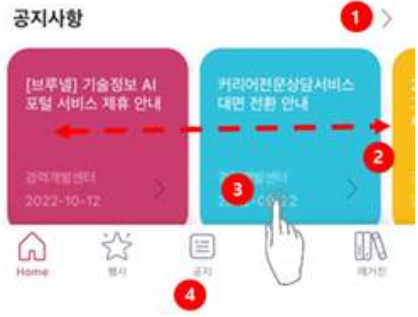 공지사항
1
[브루넬] 기술정보 AI
포털 서비스 제휴 안내
커리어전문상담서비스
대면 전환 안내
2
경력개발센터
3
2022-10-12
Home
행사
공지
매거진
4